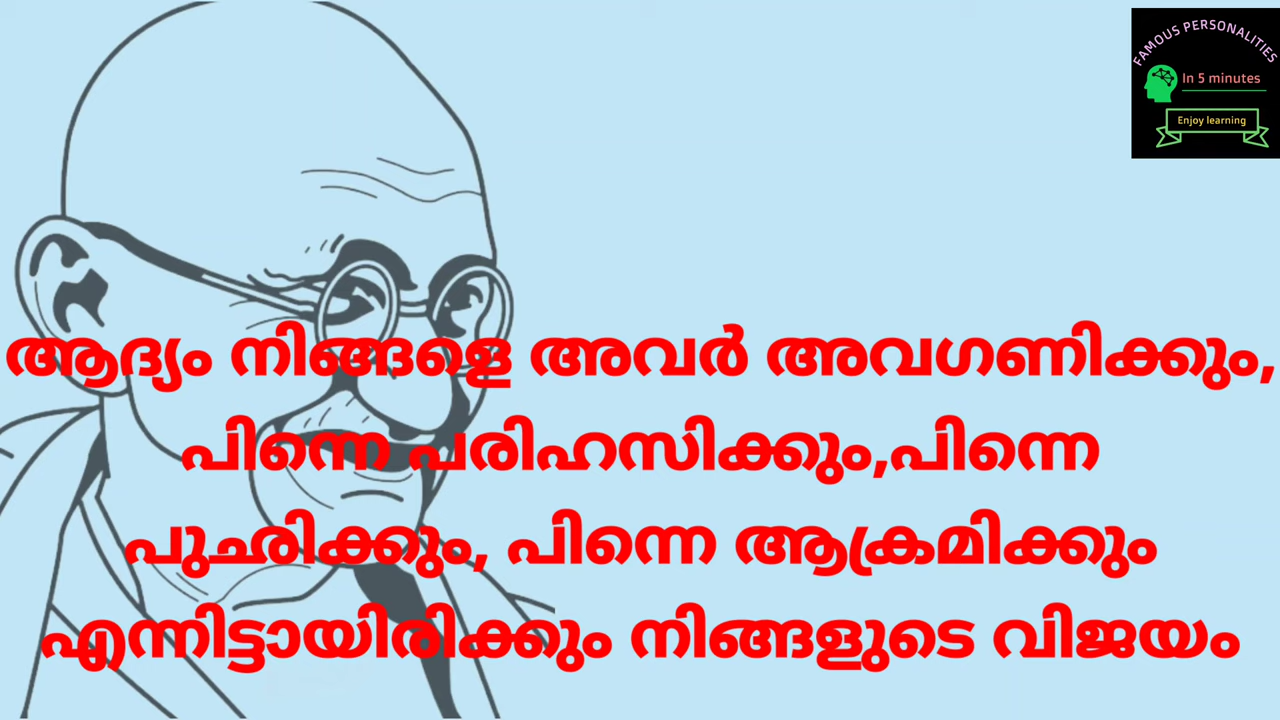 FAMOUS PERSONALITIES
In 5 minutes
Enjoy learning
ആദ്യം നിങ്ങളെ അവർ അവഗണിക്കും,
പിന്നെ പരിഹസിക്കും,പിന്നെ
പുഛിക്കും, പിന്നെ ആക്രമിക്കും
എന്നിട്ടായിരിക്കും നിങ്ങളുടെ വിജയം